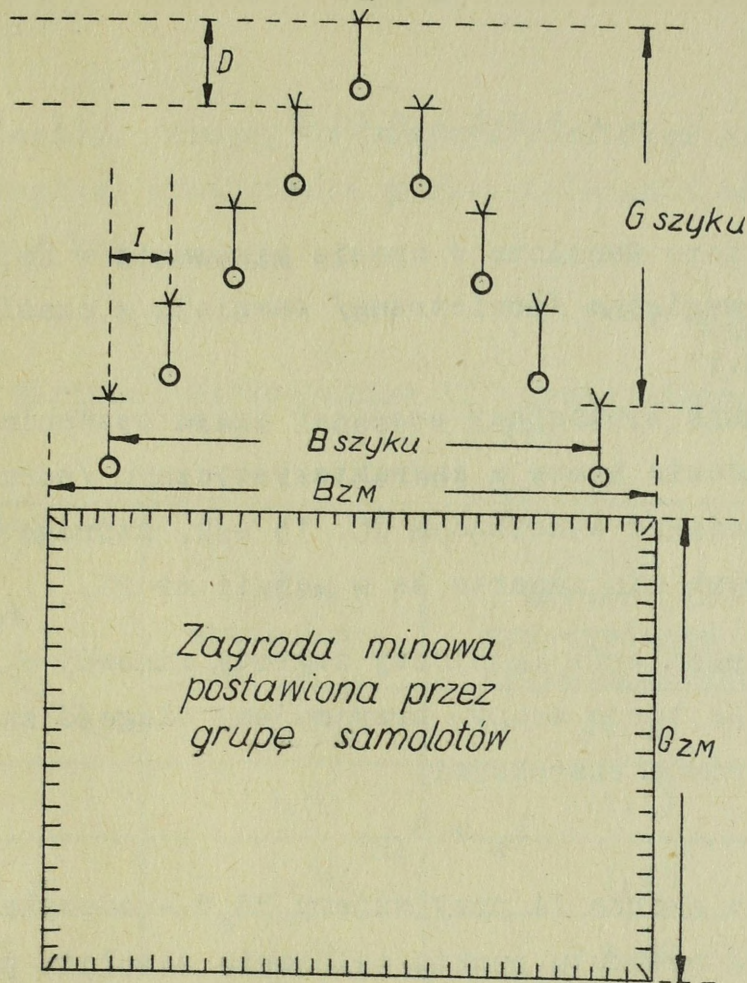 D
G szyku
I
B szyku
BZM
Zagroda minowa
postawiona przez
grupę samolotów
GZM